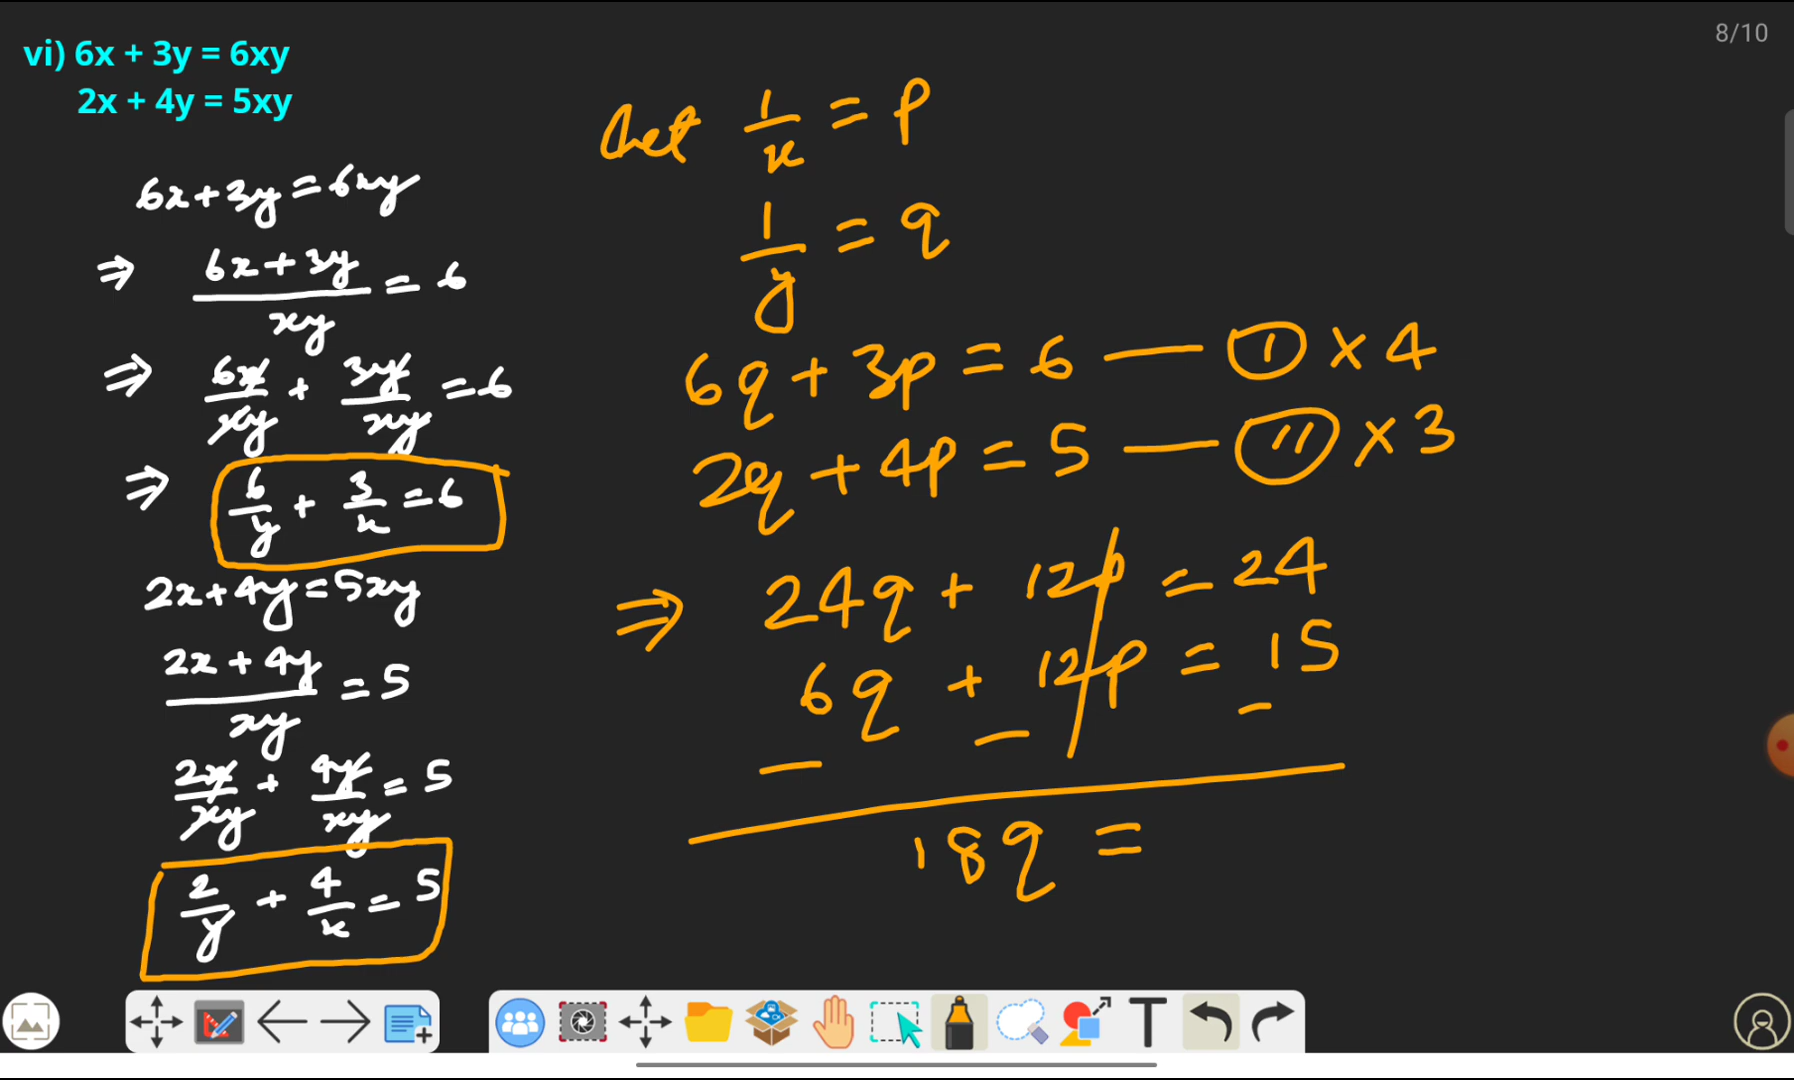 8/10
vi) 6x + 3y = 6xy
2x + 4y = 5xy
6x+3y=6xy
⇒ (6x+3y)/xy = 6
⇒ 6x/xy + 3y/xy = 6
⇒ 6/y + 3/x = 6
2x+4y=5xy
(2x+4y)/xy = 5
2x/xy + 4y/xy = 5
2/y + 4/x = 5
Let 1/x = p
1/y = q
6q + 3p = 6 — (I) × 4
2q + 4p = 5 — (II) × 3
⇒ 24q + 12p = 24
6q + 12p = 15
− − −
18q =
T